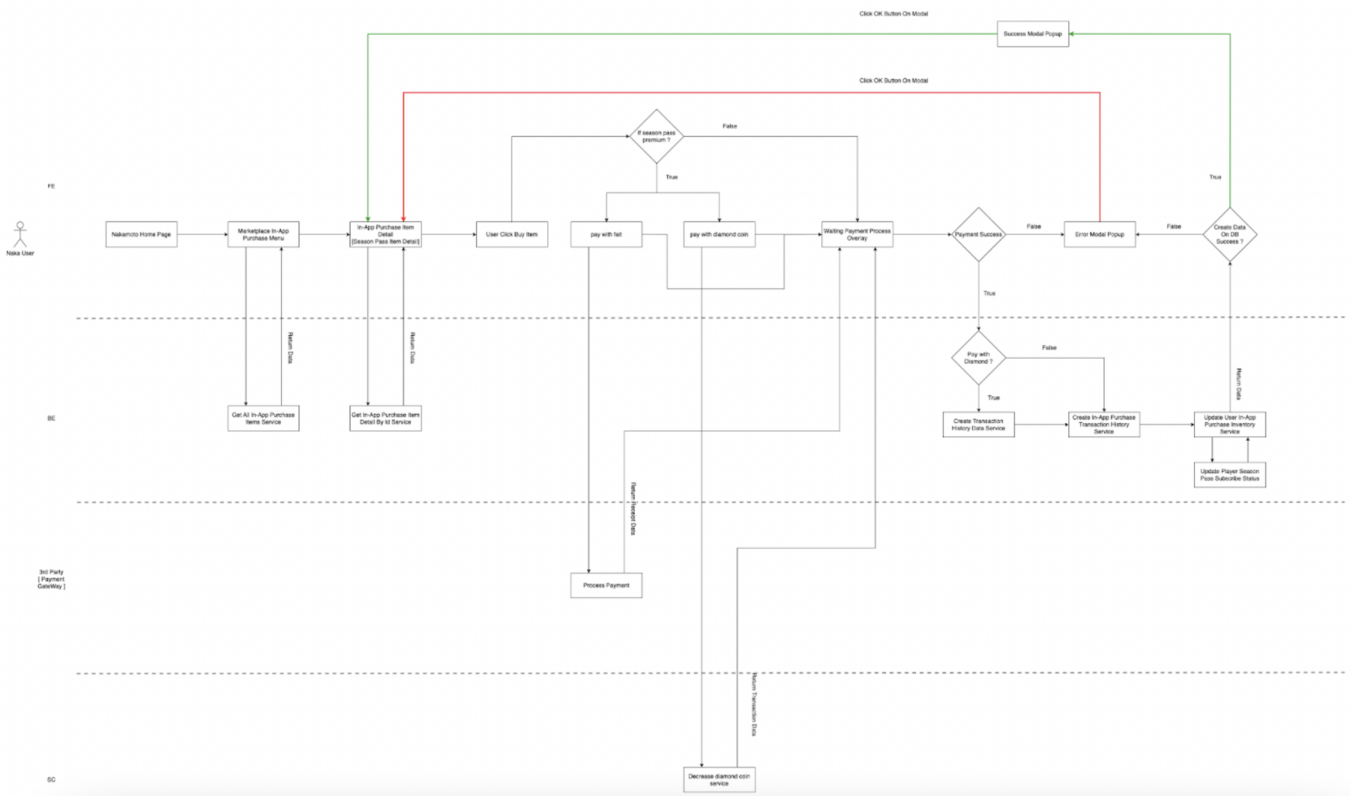 Click OK Button On Modal
Success Modal Popup
Click OK Button On Modal
If season pass
premium ?
False
True
FE
True
Naka User
Nakamoto Home Page
Marketplace In-App
Purchase Menu
In-App Purchase Item
Detail
[Season Pass Item Detail]
User Click Buy Item
pay with fait
pay with diamond coin
Waiting Payment Process
Overlay
Payment Success
False
Error Modal Popup
False
Create Data
On DB
Success ?
True
Return Data
Return Data
Pay with
Diamond ?
False
Return Data
True
BE
Get All In-App Purchase
Items Service
Get In-App Purchase Item
Detail By Id Service
Create Transaction
History Data Service
Create In-App Purchase
Transaction History
Service
Update User In-App
Purchase Inventory
Service
Update Player Season
Pass Subscribe Status
Return Receipt Data
3rd Party
[ Payment
GateWay ]
Process Payment
Return Transaction Data
SC
Decrease diamond coin
service